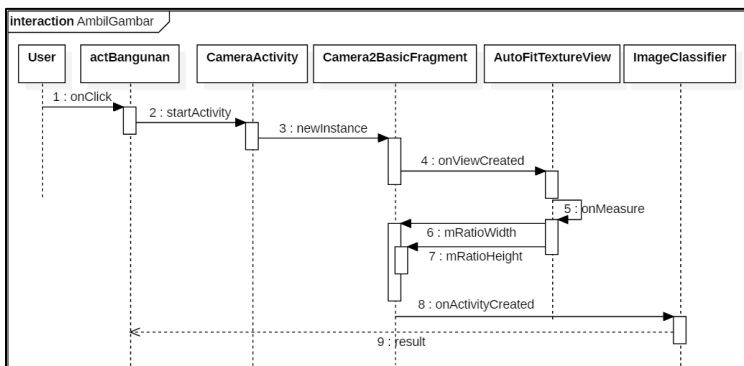 interaction AmbilGambar
User
actBangunan
CameraActivity
Camera2BasicFragment
AutoFitTextureView
ImageClassifier
1 : onClick
2 : startActivity
3 : newInstance
4 : onViewCreated
5 : onMeasure
6 : mRatioWidth
7 : mRatioHeight
8 : onActivityCreated
9 : result